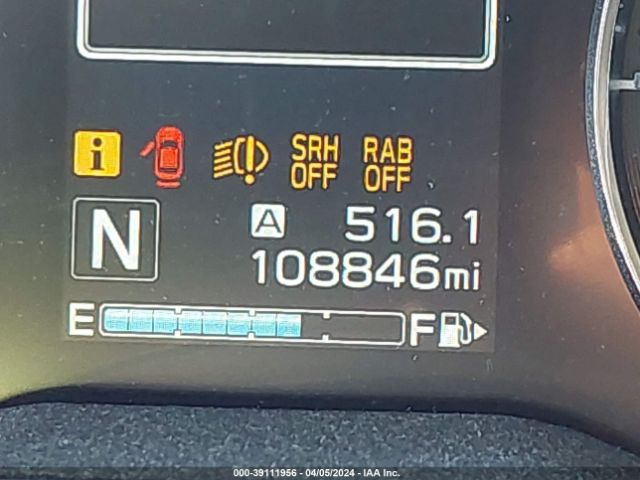 i
SRH RAB
OFF OFF
N A 516.1
108846mi
E F
000-39111956 - 04/05/2024 - IAA Inc.